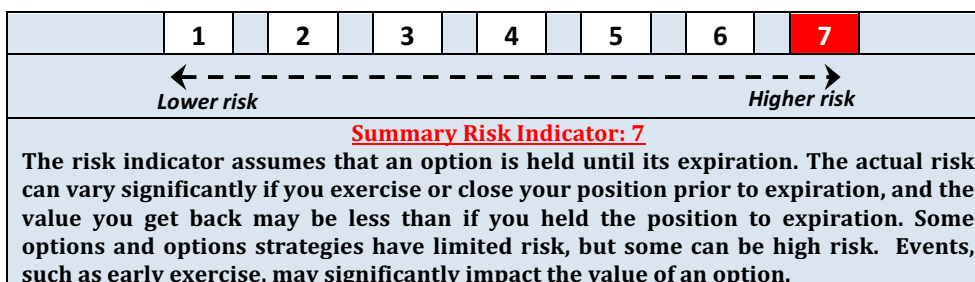 1 2 3 4 5 6 7
Lower risk Higher risk
Summary Risk Indicator: 7
The risk indicator assumes that an option is held until its expiration. The actual risk
can vary significantly if you exercise or close your position prior to expiration, and the
value you get back may be less than if you held the position to expiration. Some
options and options strategies have limited risk, but some can be high risk. Events,
such as early exercise, may significantly impact the value of an option.